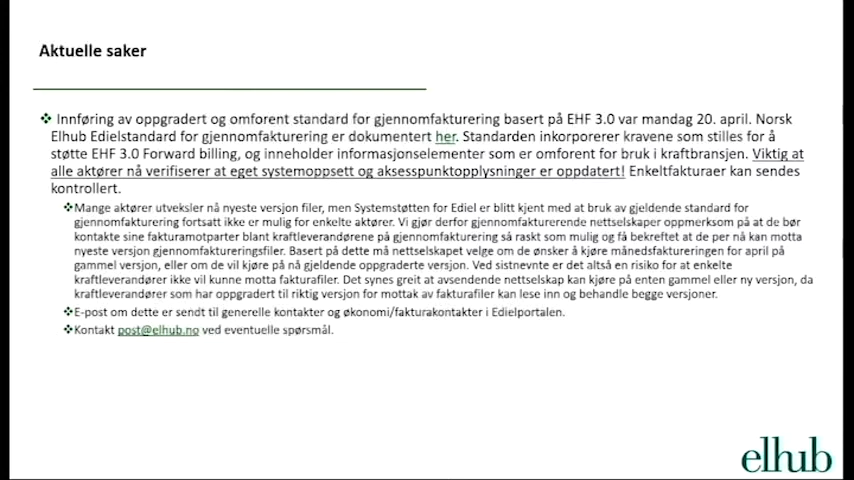 Aktuelle saker
Innføring av oppgradert og omforent standard for gjennomfakturering basert på EHF 3.0 var mandag 20. april. Norsk
Elhub Edielstandard for gjennomfakturering er dokumentert her. Standarden inkorporerer kravene som stilles for å
støtte EHF 3.0 Forward billing, og inneholder informasjonselementer som er omforent for bruk i kraftbransjen. Viktig at
alle aktører nå verifiserer at eget systemoppsett og aksesspunktopplysninger er oppdatert! Enkeltfakturaer kan sendes
kontrollert.
Mange aktører utveksler nå nyeste versjon filer, men Systemstøtten for Ediel er blitt kjent med at bruk av gjeldende standard for
gjennomfakturering fortsatt ikke er mulig for enkelte aktører. Vi gjør derfor gjennomfakturerende nettselskaper oppmerksom på at de bør
kontakte sine fakturamotparter blant kraftleverandørene på gjennomfakturering så raskt som mulig og få bekreftet at de per nå kan motta
nyeste versjon gjennomfaktureringsfiler. Basert på dette må nettselskapet velge om de ønsker å kjøre månedsfaktureringen for april på
gammel versjon, eller om de vil kjøre på nå gjeldende oppgraderte versjon. Ved sistnevnte er det altså en risiko for at enkelte
kraftleverandører ikke vil kunne motta fakturafiler. Det synes greit at avsendende nettselskap kan kjøre på enten gammel eller ny versjon, da
kraftleverandører som har oppgradert til riktig versjon for mottak av fakturafiler kan lese inn og behandle begge versjoner.
E-post om dette er sendt til generelle kontakter og økonomi/fakturakontakter i Edielportalen.
Kontakt post@elhub.no ved eventuelle spørsmål.
elhub